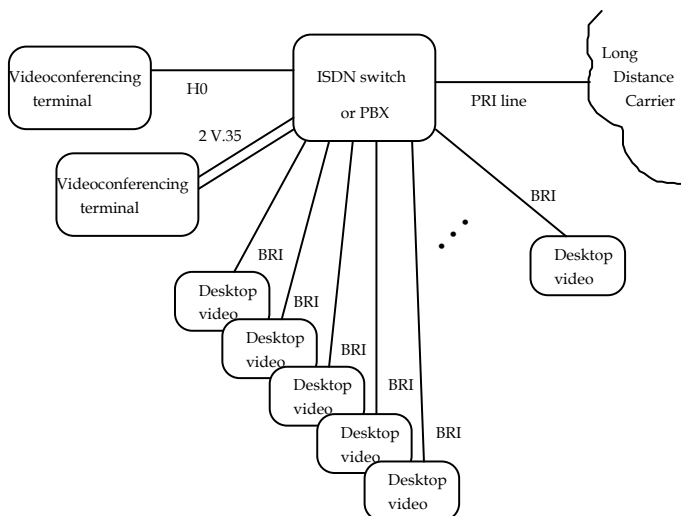 Videoconferencing
terminal
H0
ISDN switch
or PBX
PRI line
Long
Distance
Carrier
2 V.35
Videoconferencing
terminal
BRI
Desktop
video
BRI
Desktop
video
BRI
Desktop
video
BRI
Desktop
video
BRI
Desktop
video
BRI
Desktop
video